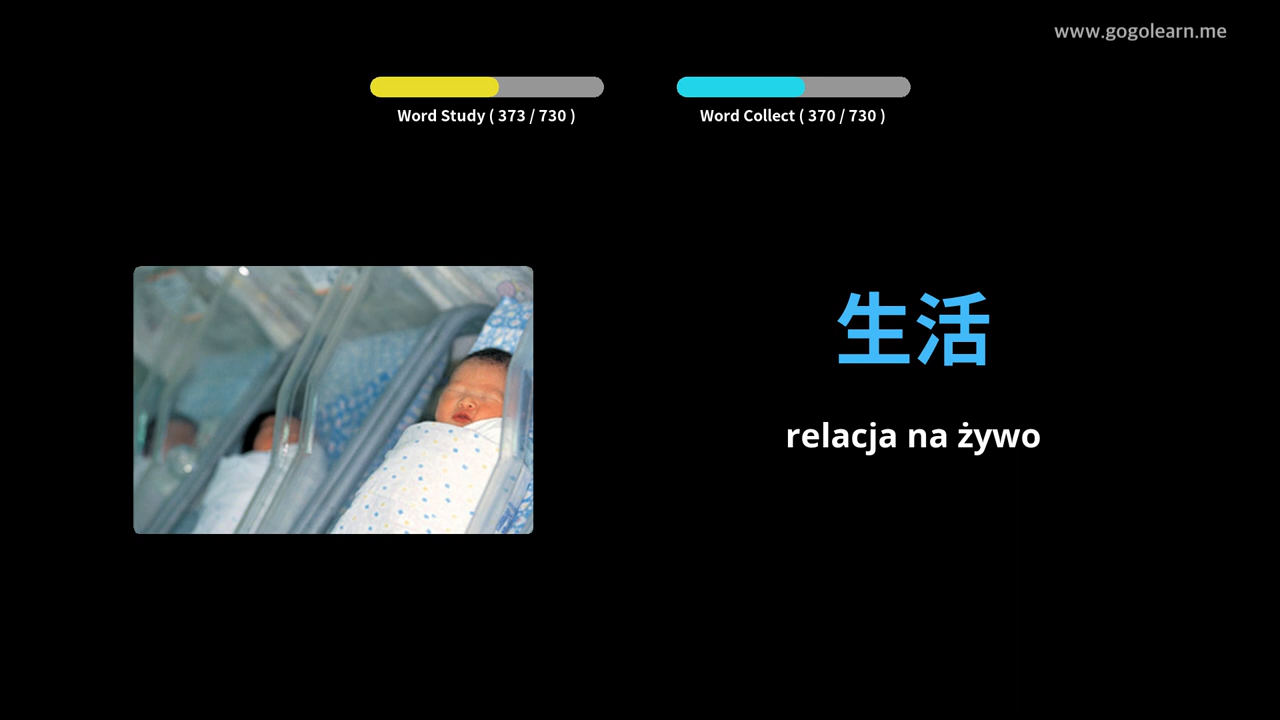 www.gogolearn.me
Word Study ( 373 / 730 )
Word Collect ( 370 / 730 )
生活
relacja na żywo